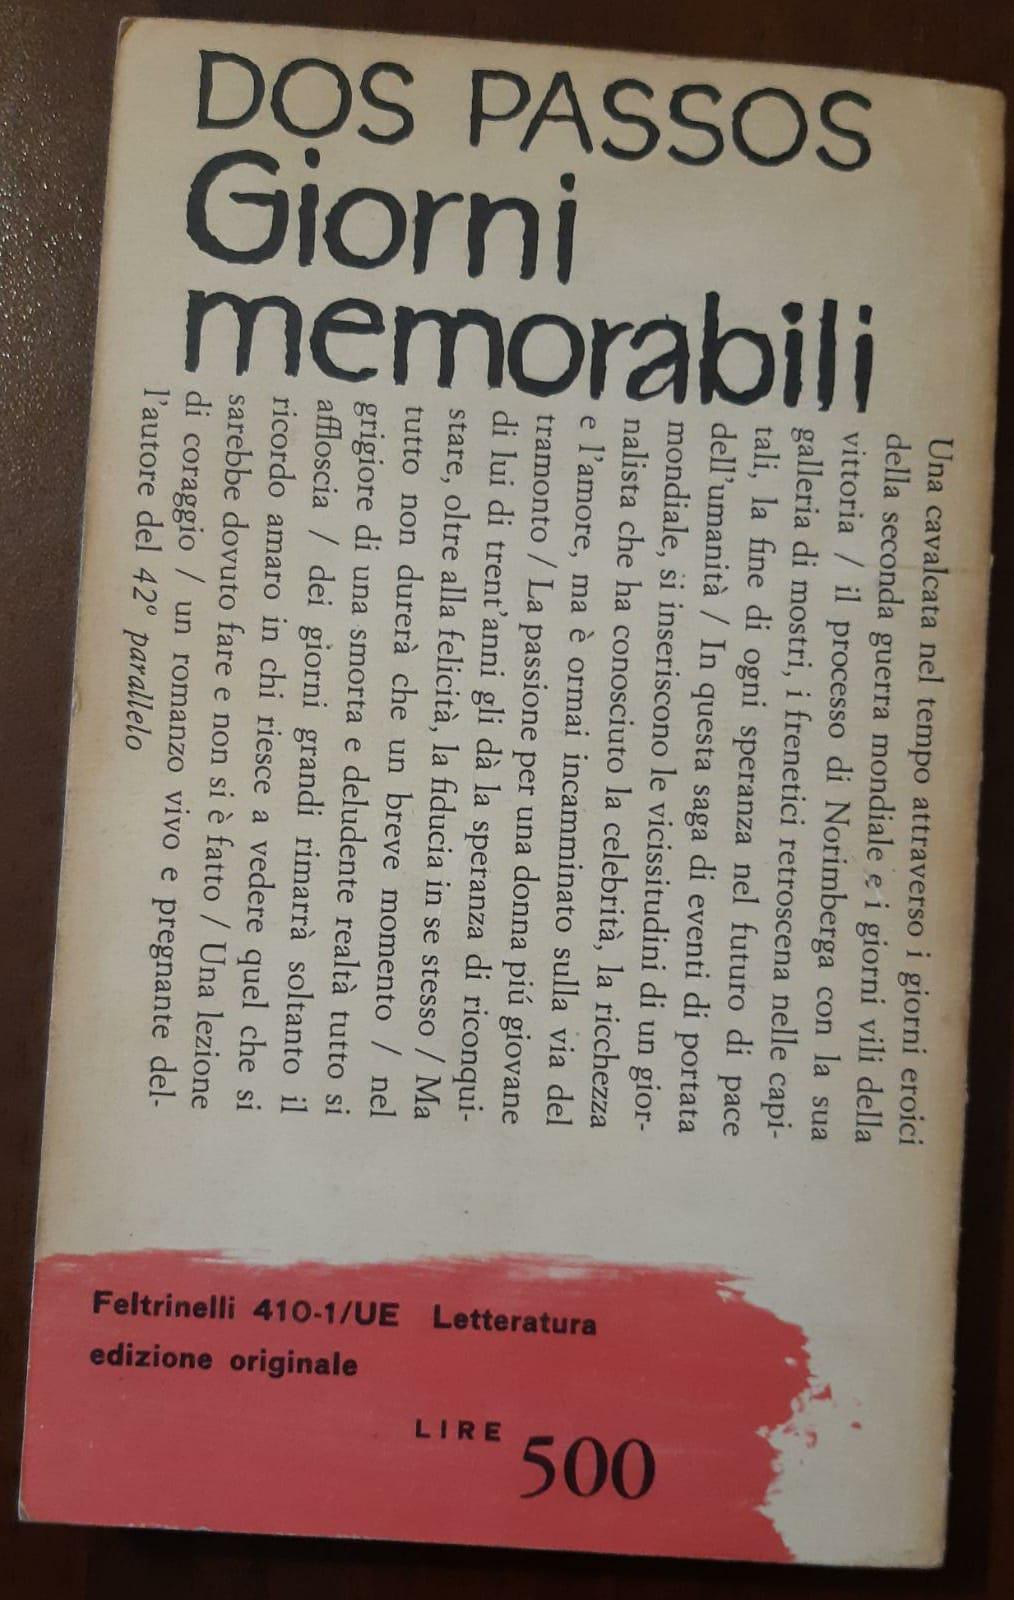 DOS PASSOS
Giorni
memorabili
Una cavalcata nel tempo attraverso i giorni eroici
della seconda guerra mondiale e i giorni vili della
vittoria / il processo di Norimberga con la sua
galleria di mostri, i frenetici retroscena nelle capi-
tali, la fine di ogni speranza nel futuro di pace
dell'umanità / In questa saga di eventi di portata
mondiale, si inseriscono le vicissitudini di un gior-
nalista che ha conosciuto la celebrità, la ricchezza
e l'amore, ma è ormai incamminato sulla via del
tramonto / La passione per una donna piú giovane
di lui di trent'anni gli dà la speranza di riconqui-
stare, oltre alla felicità, la fiducia in se stesso / Ma
tutto non durerà che un breve momento / nel
grigiore di una smorta e deludente realtà tutto si
affloscia / dei giorni grandi rimarrà soltanto il
ricordo amaro in chi riesce a vedere quel che si
sarebbe dovuto fare e non si è fatto / Una lezione
di coraggio / un romanzo vivo e pregnante del-
l'autore del 42° parallelo
Feltrinelli 410-1/UE Letteratura
edizione originale
LIRE 500